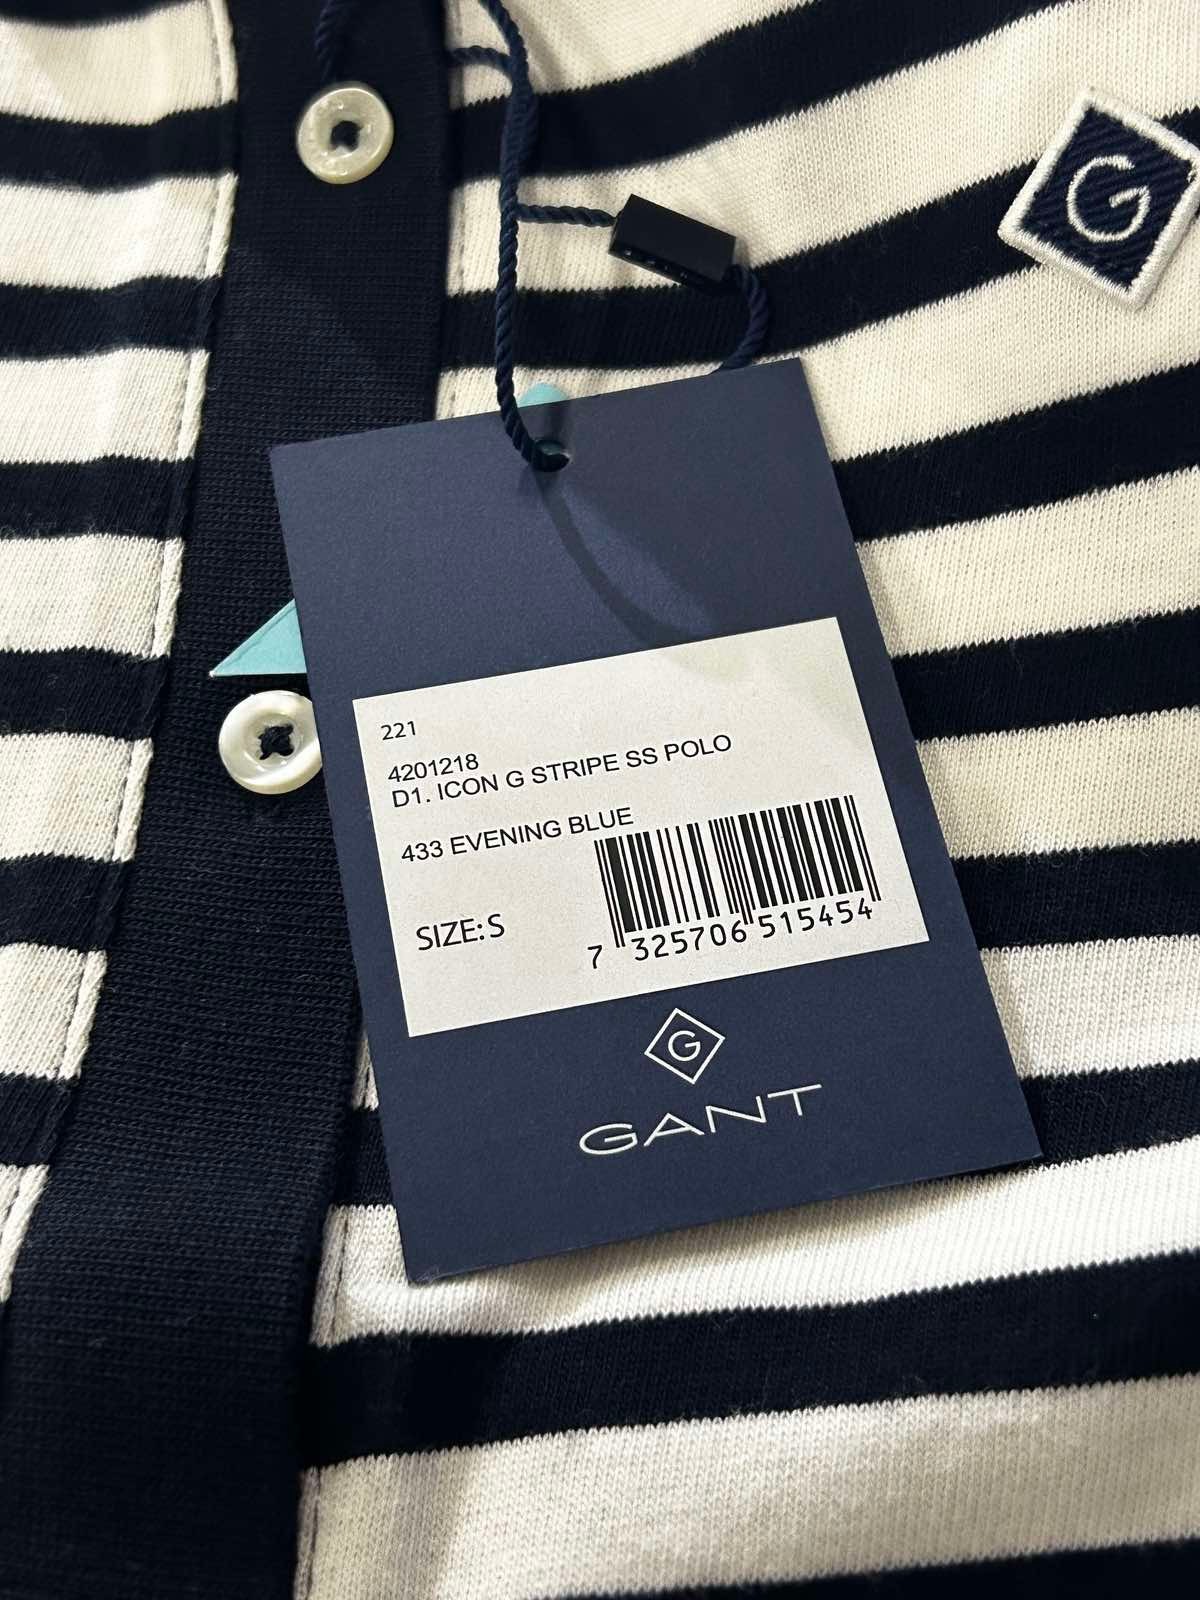 G
221
4201218
D1. ICON G STRIPE SS POLO
433 EVENING BLUE
SIZE: S
7 325706 515454
G
GANT